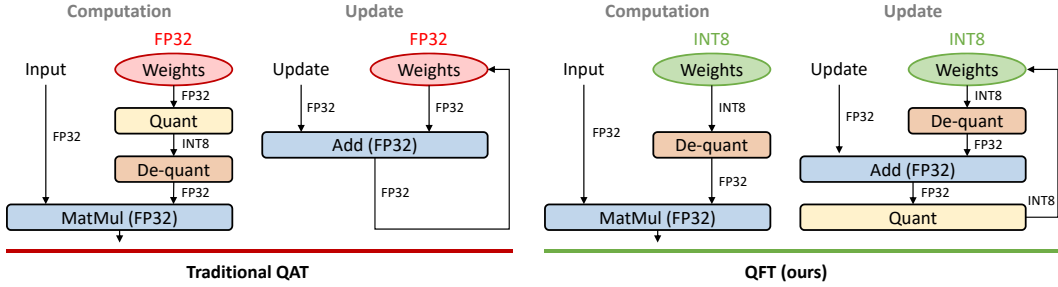 Computation
Update
Computation
Update
FP32
FP32
INT8
INT8
Input
Weights
Update
Weights
Input
Weights
Update
Weights
FP32
FP32
FP32
INT8
INT8
Quant
De-quant
FP32
FP32
FP32
INT8
Add (FP32)
De-quant
FP32
De-quant
Add (FP32)
FP32
FP32
FP32
FP32
INT8
MatMul (FP32)
MatMul (FP32)
Quant
Traditional QAT
QFT (ours)